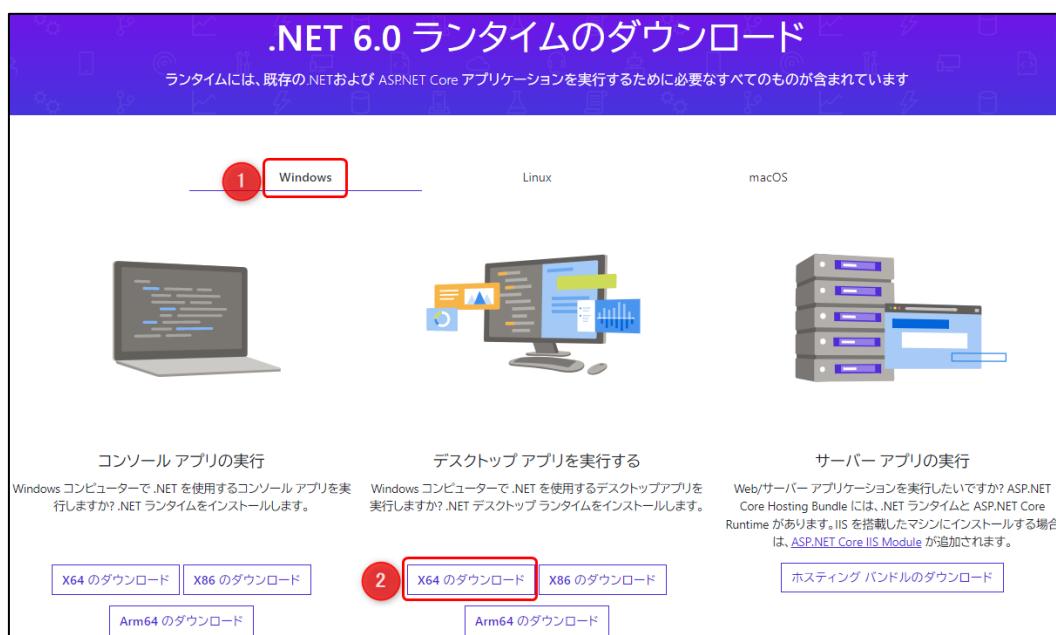 .NET 6.0 ランタイムのダウンロード
ランタイムには、既存の.NETおよび ASP.NET Core アプリケーションを実行するために必要なすべてのものが含まれています
1
Windows
Linux
macOS
コンソール アプリの実行
Windows コンピューターで .NET を使用するコンソール アプリを実
行しますか? .NET ランタイムをインストールします。
X64 のダウンロード
X86 のダウンロード
Arm64 のダウンロード
デスクトップ アプリを実行する
Windows コンピューターで .NET を使用するデスクトップアプリを
実行しますか? .NET デスクトップ ランタイムをインストールします。
2
X64 のダウンロード
X86 のダウンロード
Arm64 のダウンロード
サーバー アプリの実行
Web/サーバー アプリケーションを実行したいですか? ASP.NET
Core Hosting Bundle には、.NET ランタイムと ASP.NET Core
Runtime があります。IIS を搭載したマシンにインストールする場合
は、ASP.NET Core IIS Module が追加されます。
ホスティング バンドルのダウンロード